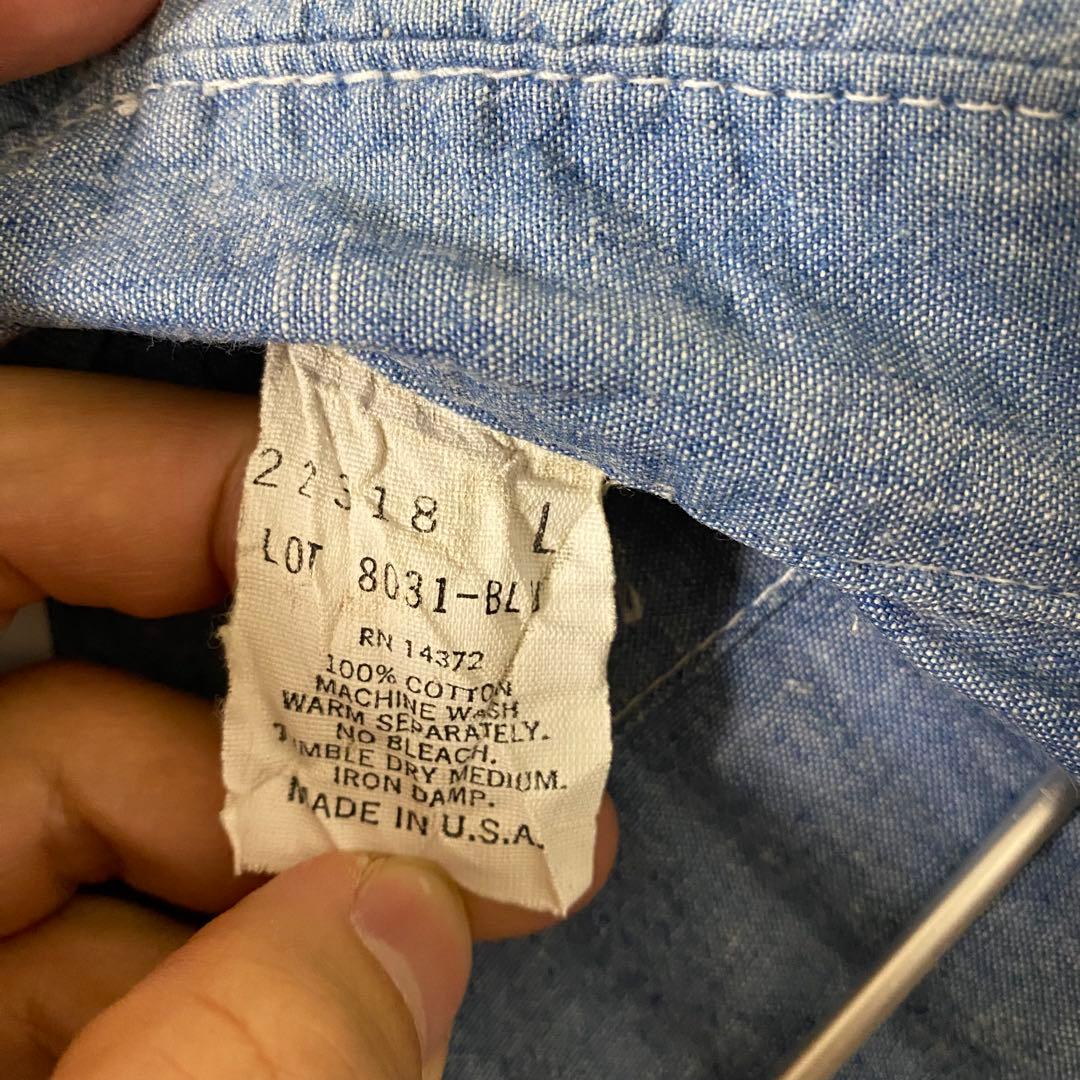 22318 L
LOT 8031-BLU
RN 14372
100% COTTON
MACHINE WASH
WARM SEPARATELY.
NO BLEACH.
TUMBLE DRY MEDIUM.
IRON DAMP.
MADE IN U.S.A.